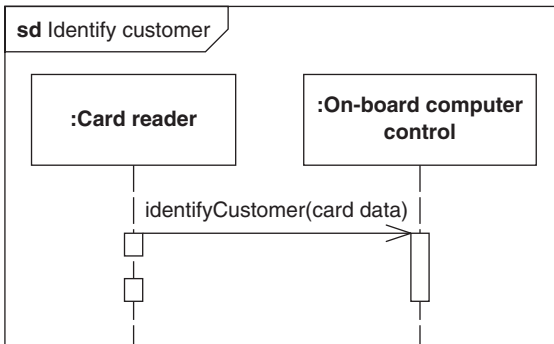 sd Identify customer
:Card reader
:On-board computer
control
identifyCustomer(card data)